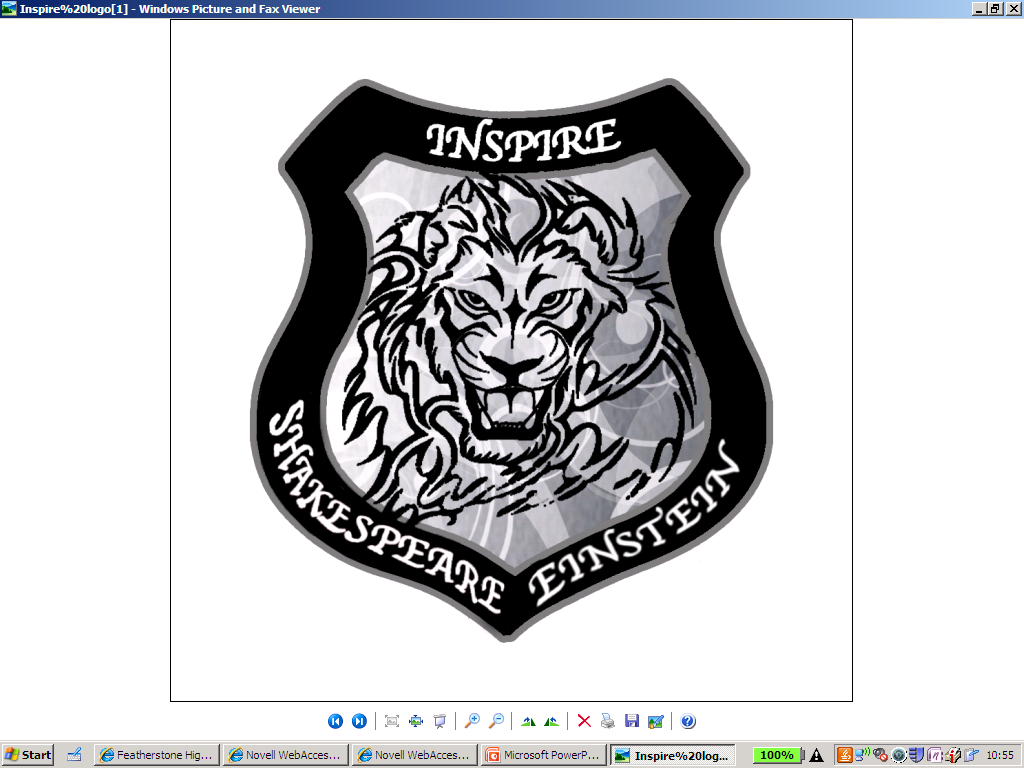 Inspire%20logo[1] - Windows Picture and Fax Viewer
INSPIRE
SHAKESPEARE
EINSTEIN
Start
Featherstone Hig...
Novell WebAcces...
Novell WebAcces...
Microsoft PowerP...
Inspire%20log...
100%
10:55